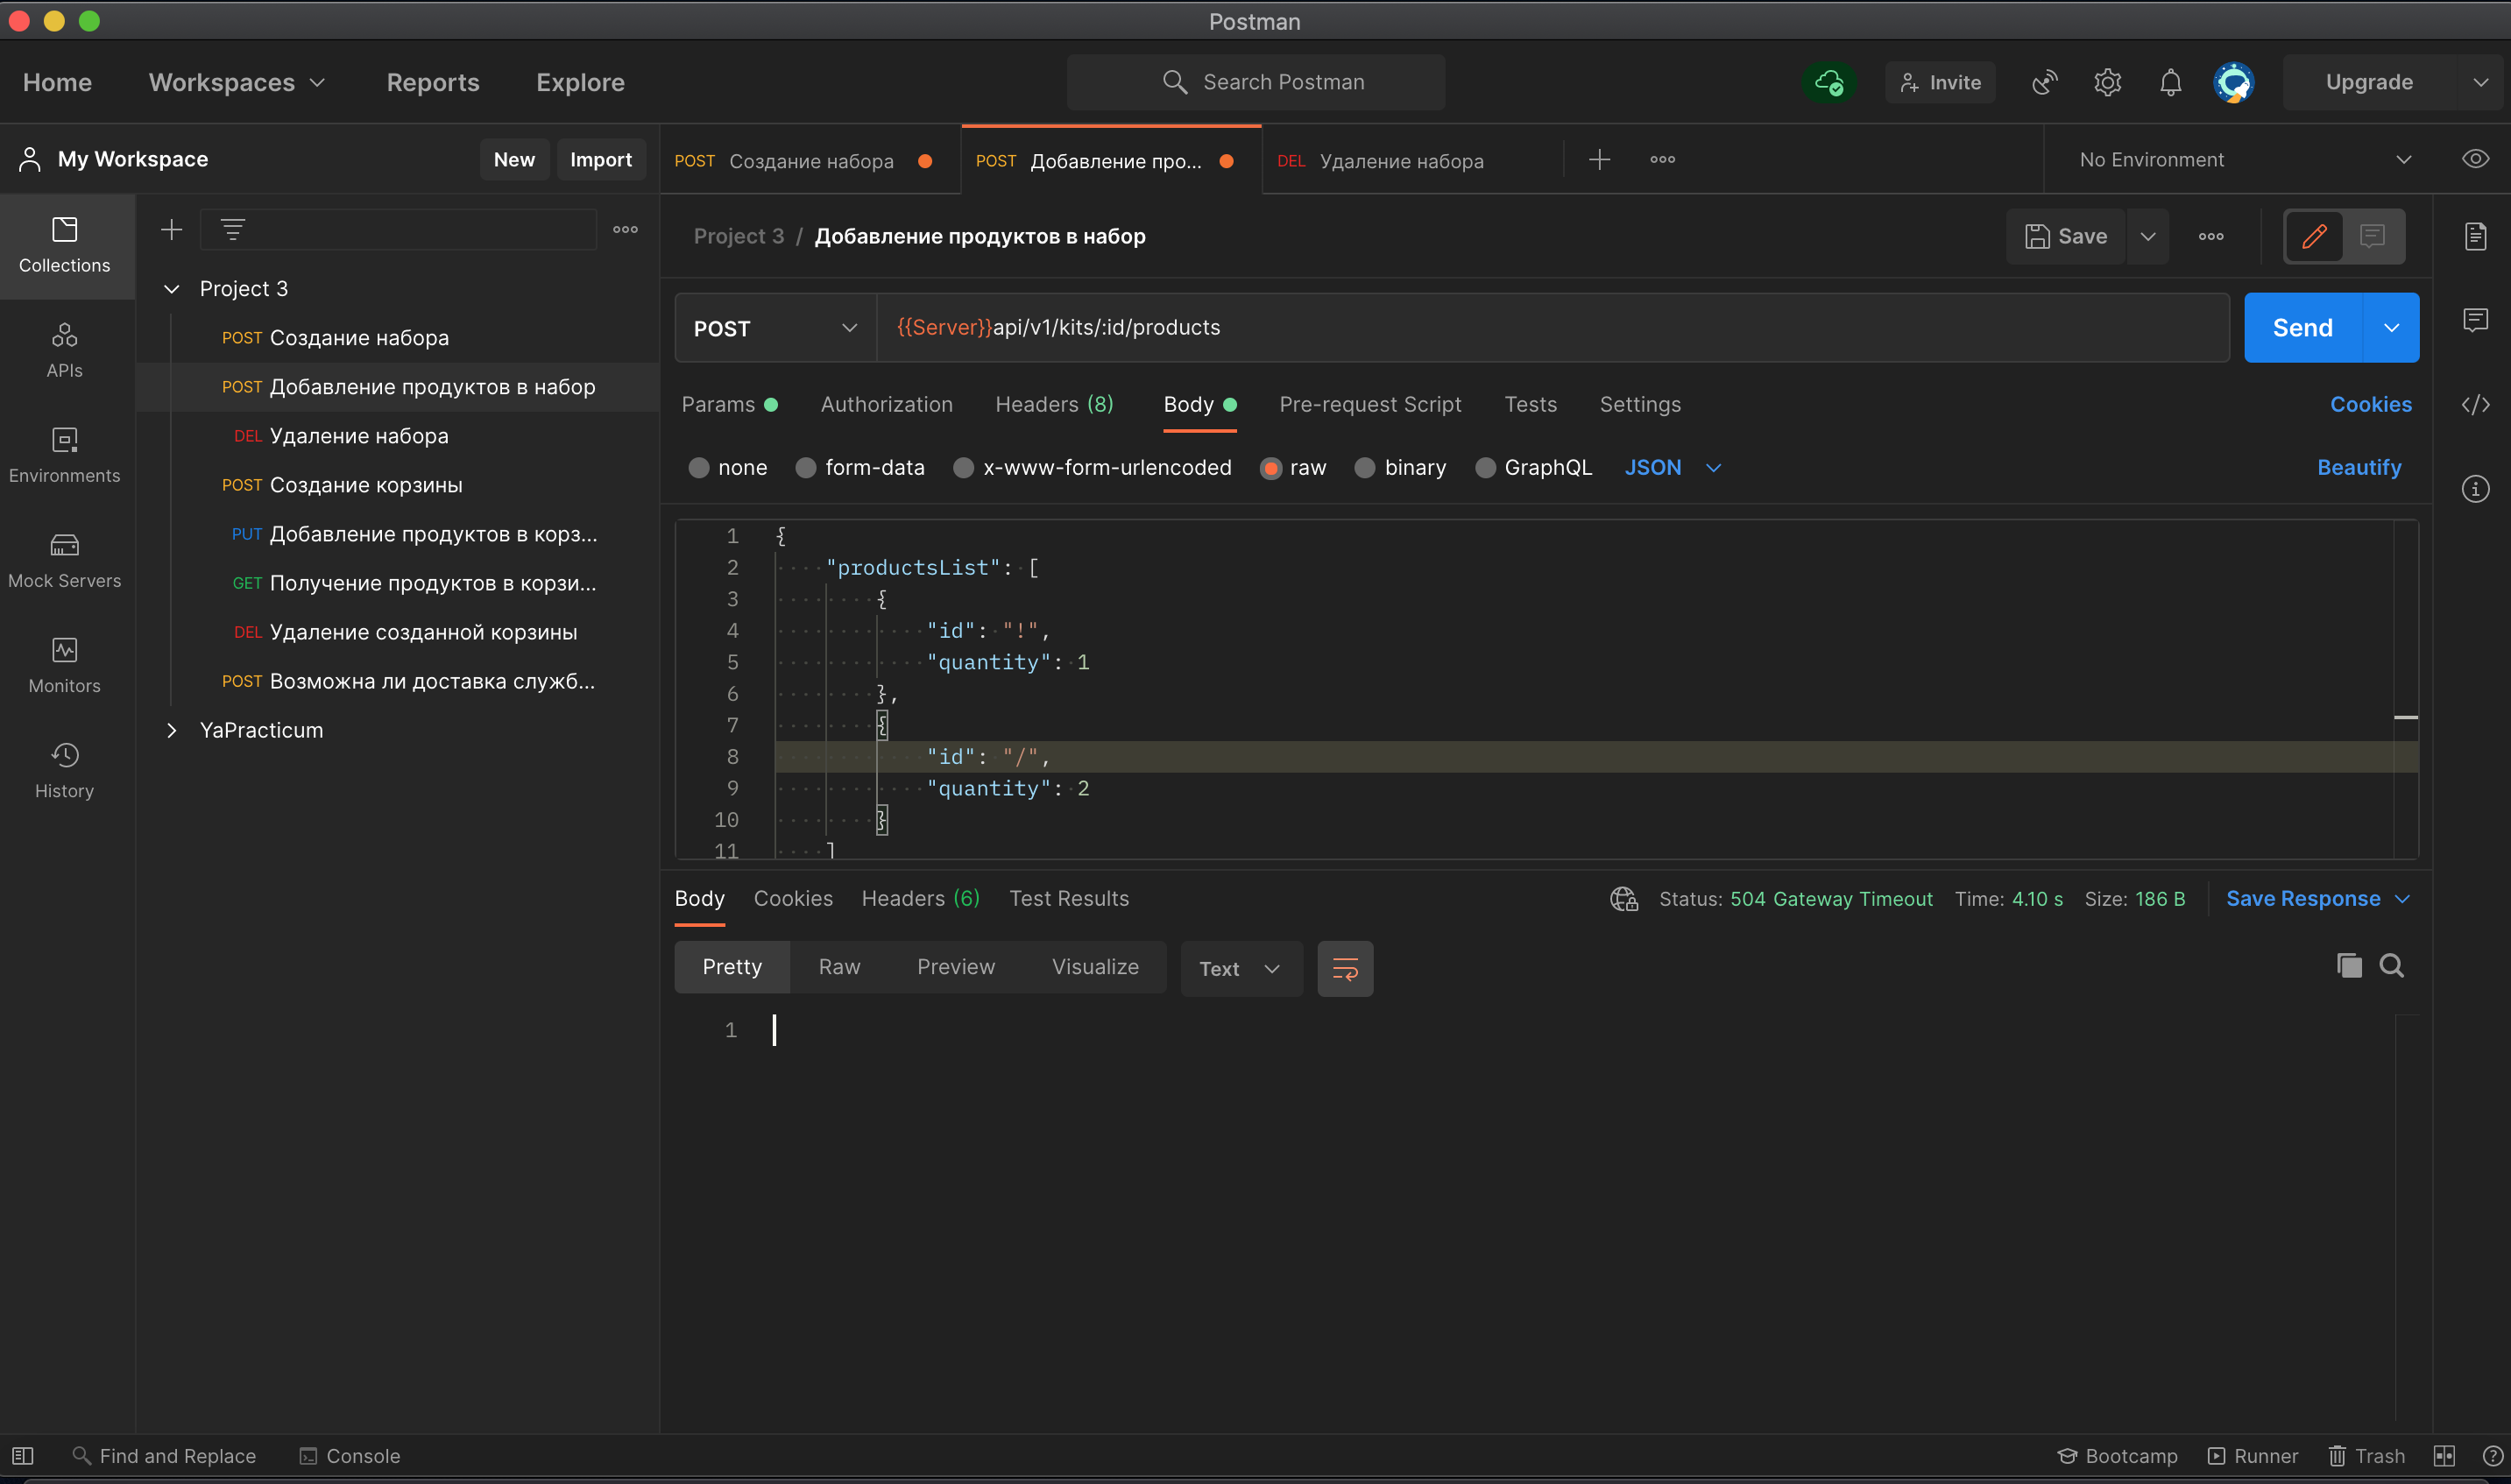 Postman
Home Workspaces Reports Explore Search Postman Invite Upgrade
My Workspace New Import POST Создание набора POST Добавление про... DEL Удаление набора No Environment
Collections
APIs
Environments
Mock Servers
Monitors
History
Project 3
POST Создание набора
POST Добавление продуктов в набор
DEL Удаление набора
POST Создание корзины
PUT Добавление продуктов в корз...
GET Получение продуктов в корзи...
DEL Удаление созданной корзины
POST Возможна ли доставка служб...
YaPracticum
Project 3 / Добавление продуктов в набор Save
POST {{Server}}api/v1/kits/:id/products Send
Params Authorization Headers (8) Body Pre-request Script Tests Settings Cookies
none form-data x-www-form-urlencoded raw binary GraphQL JSON Beautify
1 {
2 "productsList": [
3 {
4 "id": "!",
5 "quantity": 1
6 },
7 {
8 "id": "/",
9 "quantity": 2
10 }
11 ]
Body Cookies Headers (6) Test Results Status: 504 Gateway Timeout Time: 4.10 s Size: 186 B Save Response
Pretty Raw Preview Visualize Text
1
Find and Replace Console Bootcamp Runner Trash